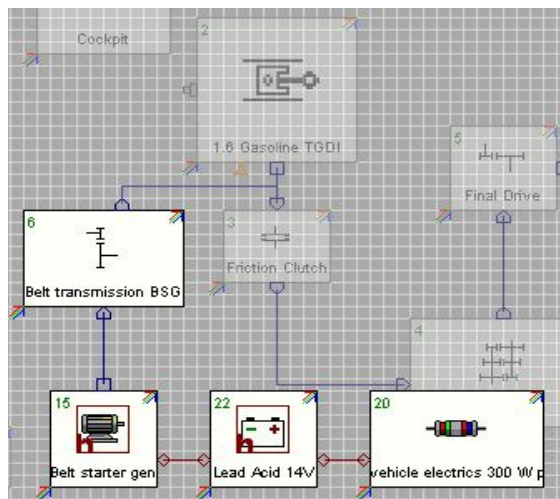 Cockpit
2
1.6 Gasoline TGDI
5
Final Drive
6
Belt transmission BSG
3
Friction Clutch
4
15
Belt starter gen
22
Lead Acid 14V
20
vehicle electrics 300 W p